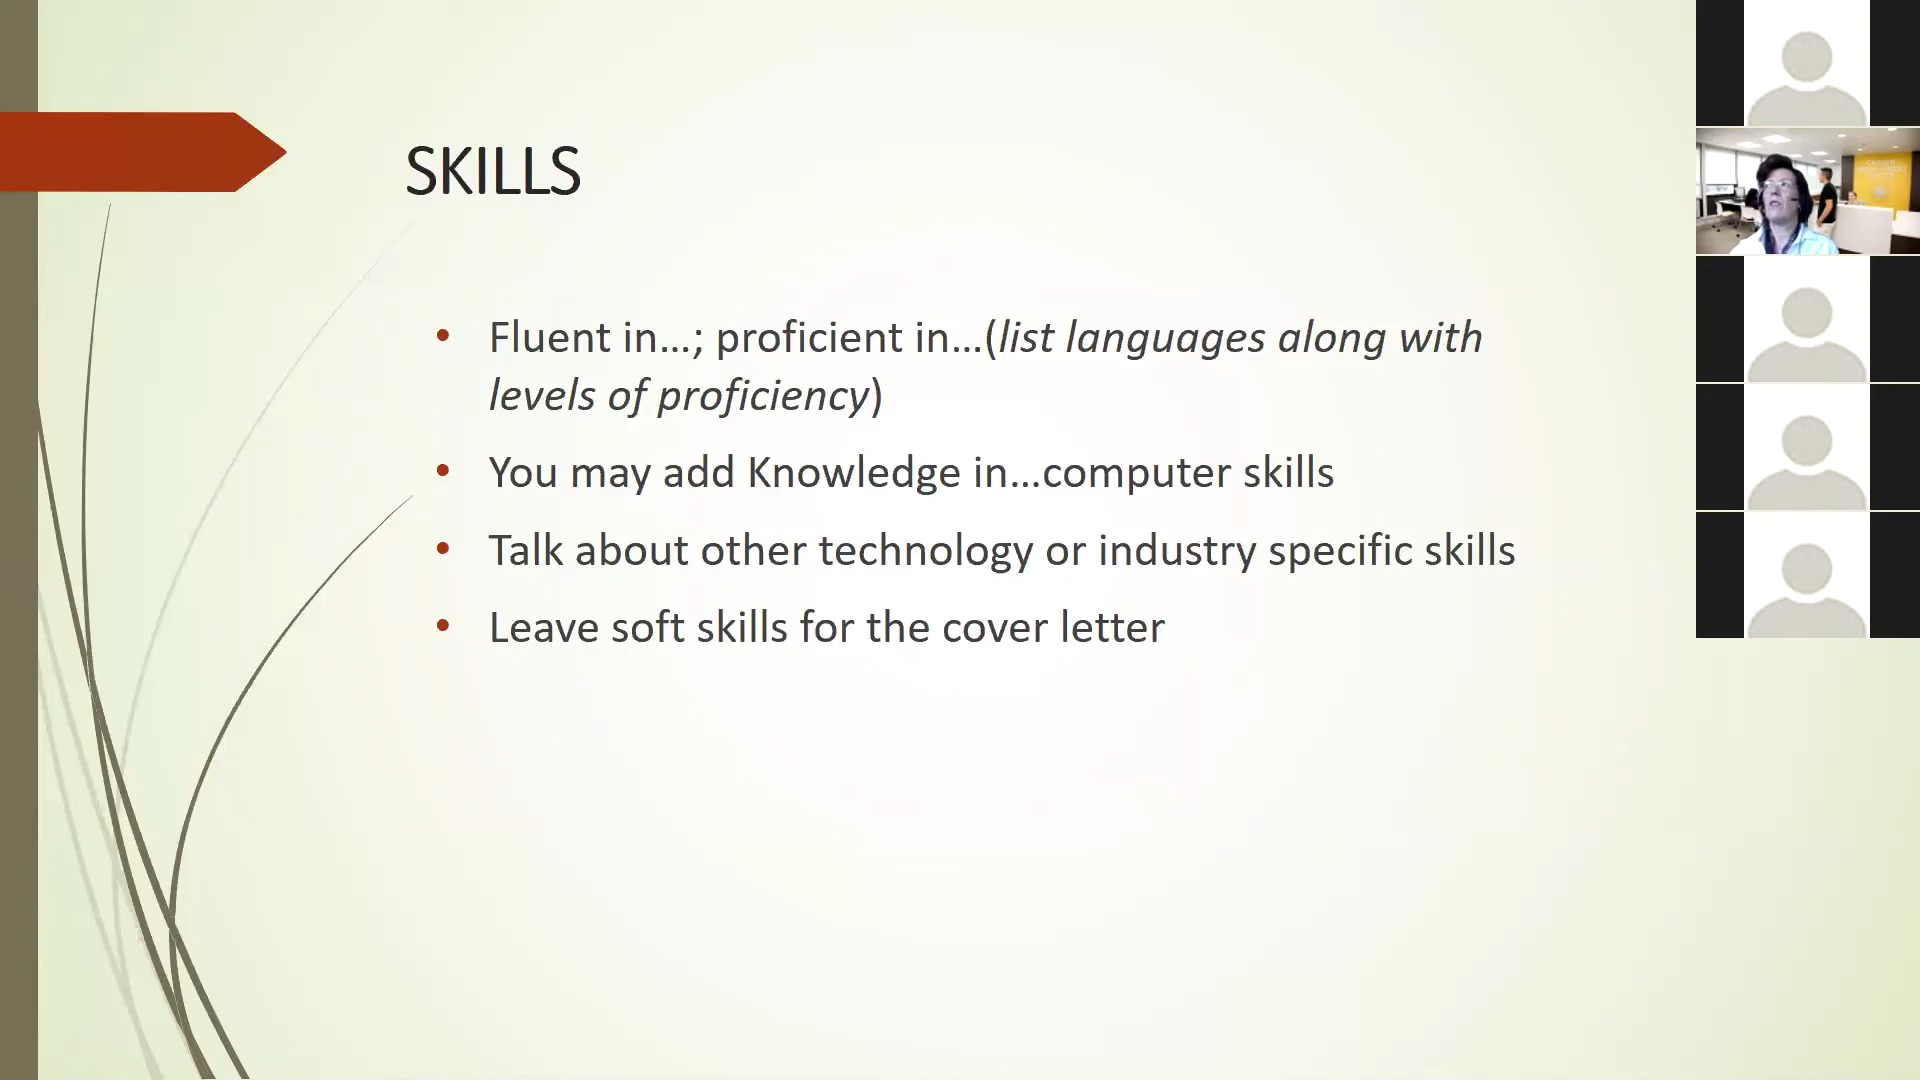 SKILLS
Fluent in...; proficient in...(list languages along with
levels of proficiency)
You may add Knowledge in...computer skills
Talk about other technology or industry specific skills
Leave soft skills for the cover letter